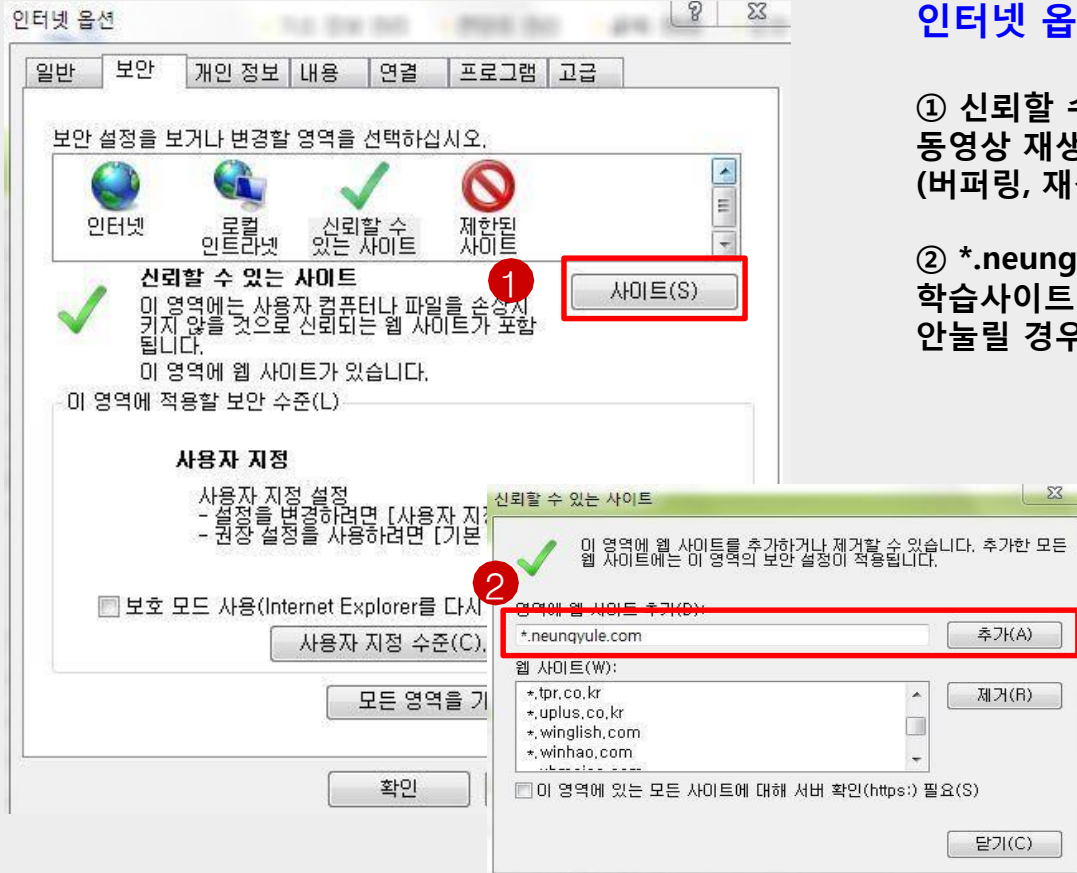 인터넷 옵션
일반 보안 개인 정보 내용 연결 프로그램 고급
보안 설정을 보거나 변경할 영역을 선택하십시오.
인터넷
로컬 인트라넷
신뢰할 수 있는 사이트
제한된 사이트
신뢰할 수 있는 사이트
1
사이트(S)
이 영역에는 사용자 컴퓨터나 파일을 손상시
키지 않을 것으로 신뢰되는 웹 사이트가 포함
됩니다.
이 영역에 웹 사이트가 있습니다.
이 영역에 적용할 보안 수준(L)
사용자 지정
사용자 지정 설정
- 설정을 변경하려면 [사용자 지정
- 권장 설정을 사용하려면 [기본
보호 모드 사용(Internet Explorer를 다시
사용자 지정 수준(C)..
모든 영역을 기
확인
신뢰할 수 있는 사이트
이 영역에 웹 사이트를 추가하거나 제거할 수 있습니다. 추가한 모든
웹 사이트에는 이 영역의 보안 설정이 적용됩니다.
2
영역에 웹 사이트 추가(D):
*.neungyule.com
추가(A)
웹 사이트(W):
*.tpr.co.kr
*.uplus.co.kr
*.winglish.com
*.winhao.com
제거(R)
이 영역에 있는 모든 사이트에 대해 서버 확인(https:) 필요(S)
닫기(C)
인터넷 옵
① 신뢰할 수
동영상 재생
(버퍼링, 재
② *.neung
학습사이트
안눌릴 경우